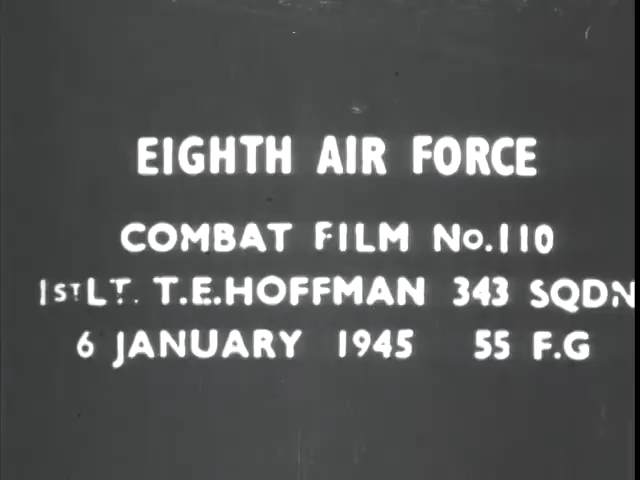 EIGHTH AIR FORCE
COMBAT FILM No.110
1ST LT. T.E.HOFFMAN 343 SQDN
6 JANUARY 1945 55 F.G